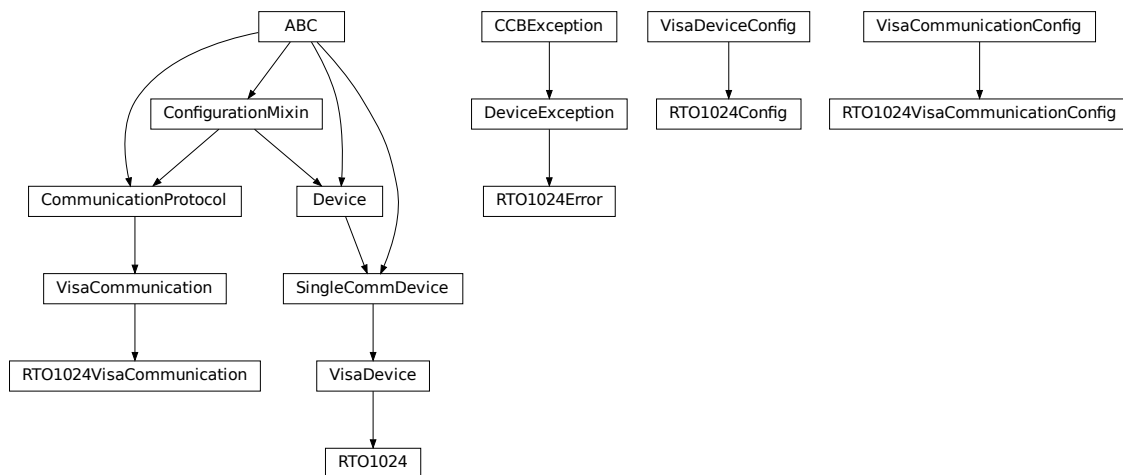 ABC
CCBException
VisaDeviceConfig
VisaCommunicationConfig
ConfigurationMixin
DeviceException
RTO1024Config
RTO1024VisaCommunicationConfig
CommunicationProtocol
Device
RTO1024Error
VisaCommunication
SingleCommDevice
RTO1024VisaCommunication
VisaDevice
RTO1024